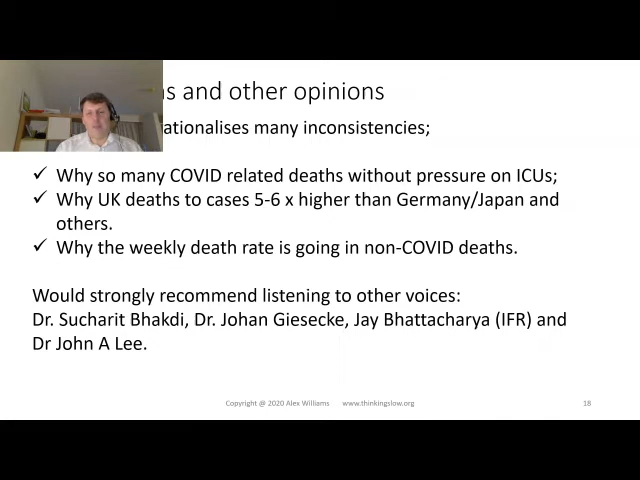 s and other opinions
ationalises many inconsistencies;
✓ Why so many COVID related deaths without pressure on ICUs;
✓ Why UK deaths to cases 5-6 x higher than Germany/Japan and
others.
✓ Why the weekly death rate is going in non-COVID deaths.
Would strongly recommend listening to other voices:
Dr. Sucharit Bhakdi, Dr. Johan Giesecke, Jay Bhattacharya (IFR) and
Dr John A Lee.
Copyright @ 2020 Alex Williams www.thinkingslow.org
18